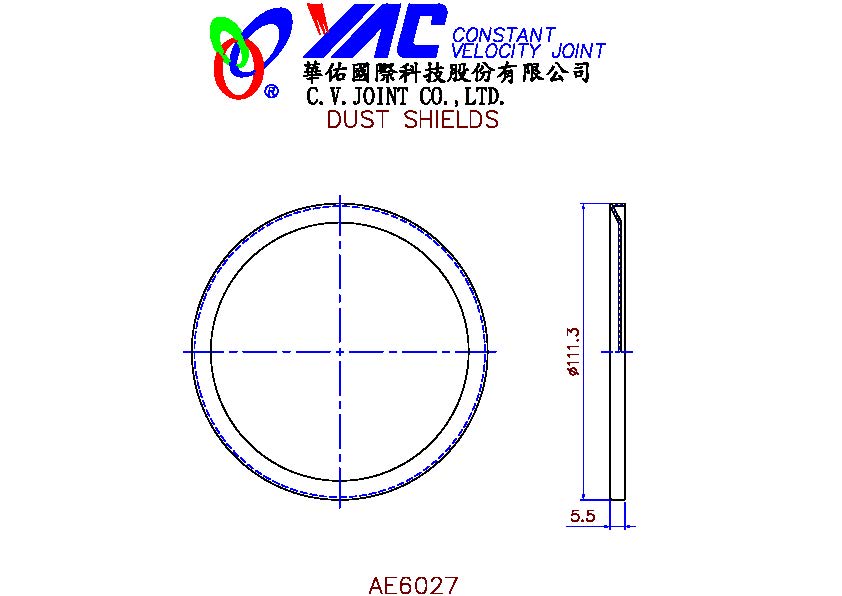 YAC CONSTANT
VELOCITY JOINT
®
華佑國際科技股份有限公司
C.V.JOINT CO.,LTD.
DUST SHIELDS
ø111.3
5.5
AE6027